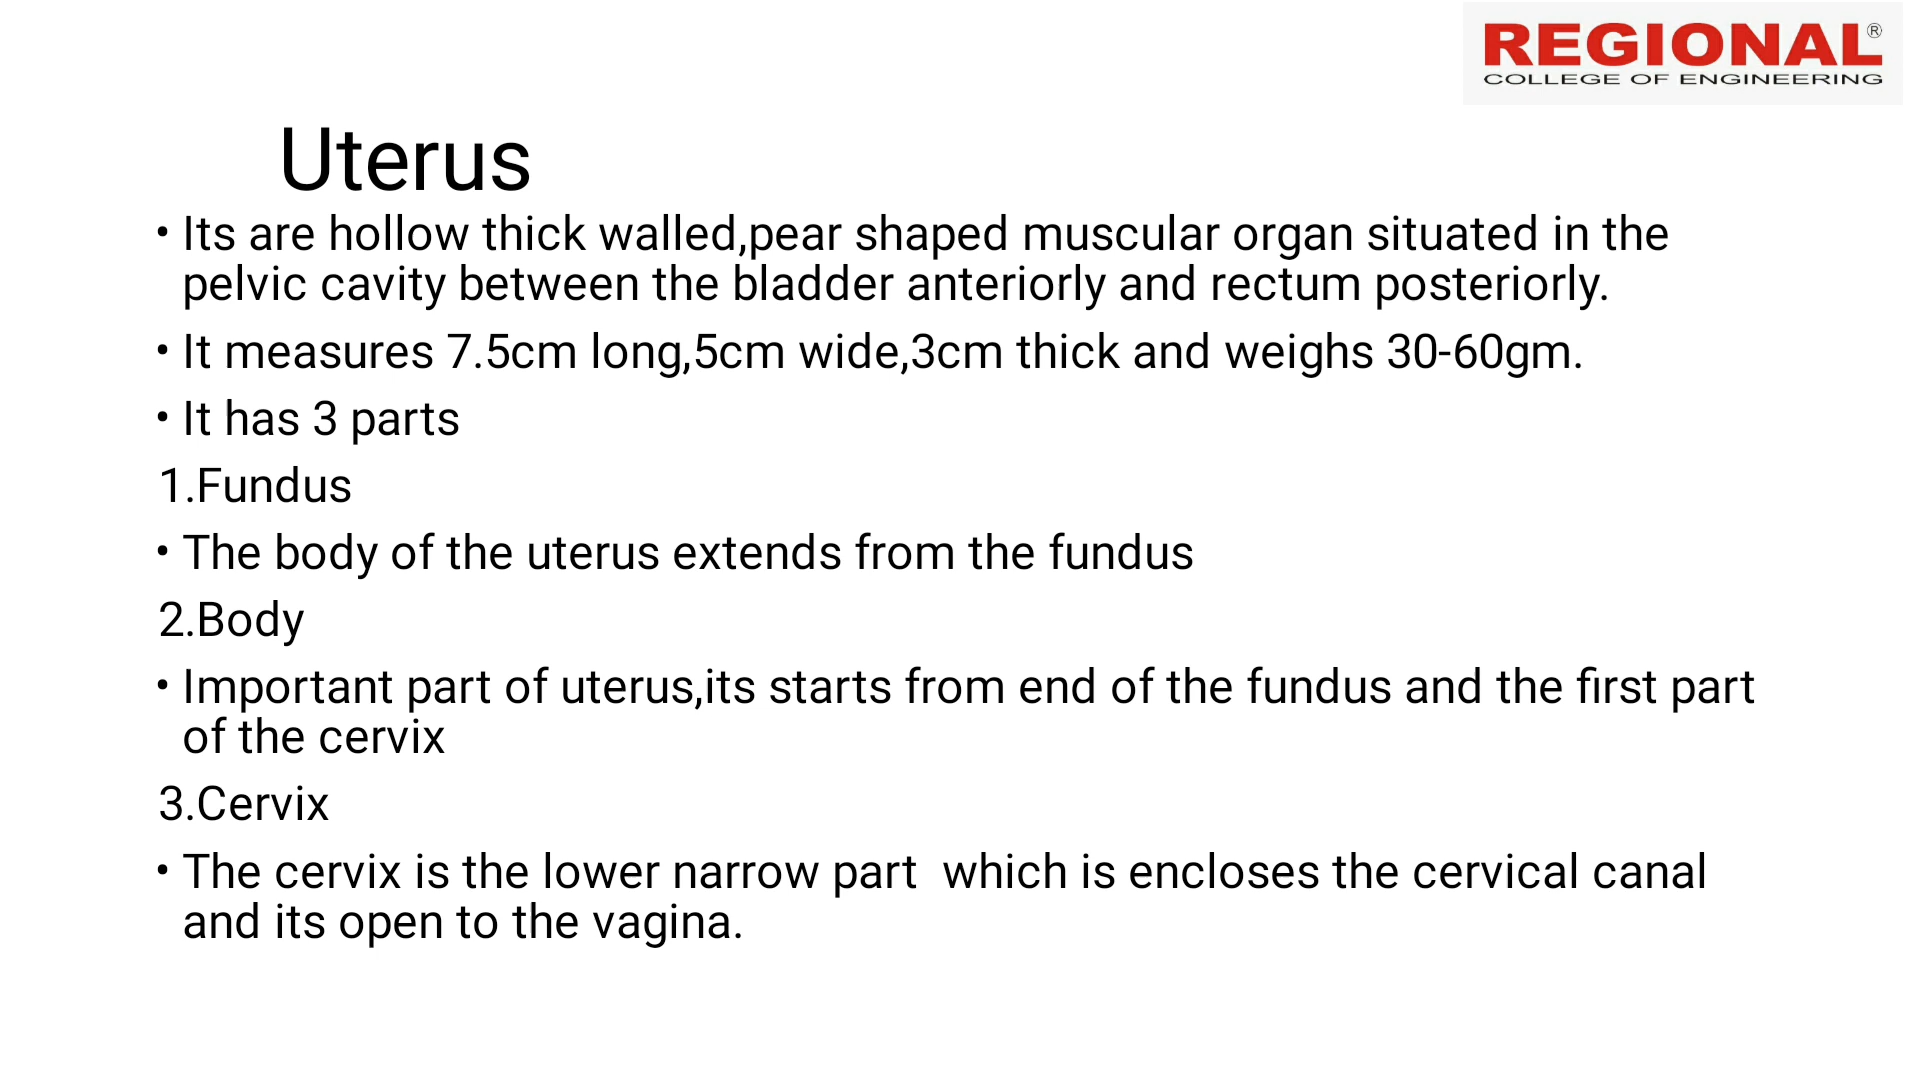 REGIONAL®
COLLEGE OF ENGINEERING
Uterus
• Its are hollow thick walled,pear shaped muscular organ situated in the
pelvic cavity between the bladder anteriorly and rectum posteriorly.
• It measures 7.5cm long,5cm wide,3cm thick and weighs 30-60gm.
• It has 3 parts
1.Fundus
• The body of the uterus extends from the fundus
2.Body
• Important part of uterus,its starts from end of the fundus and the first part
of the cervix
3.Cervix
• The cervix is the lower narrow part  which is encloses the cervical canal
and its open to the vagina.